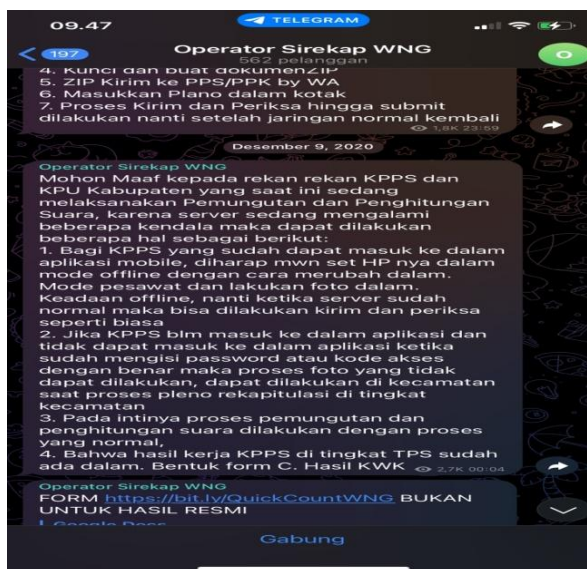 09.47
TELEGRAM
197
Operator Sirekap WNG
562 pelanggan
4. Kunci dan buat dokumenZIP
5. ZIP Kirim ke PPS/PPK by WA
6. Masukkan Plano dalam kotak
7. Proses Kirim dan Periksa hingga submit
dilakukan nanti setelah jaringan normal kembali
1,8K 23:59
Desember 9, 2020
Operator Sirekap WNG
Mohon Maaf kepada rekan rekan KPPS dan
KPU Kabupaten yang saat ini sedang
melaksanakan Pemungutan dan Penghitungan
Suara, karena server sedang mengalami
beberapa kendala maka dapat dilakukan
beberapa hal sebagai berikut:
1. Bagi KPPS yang sudah dapat masuk ke dalam
aplikasi mobile, diharap mvn set HP nya dalam
mode offline dengan cara merubah dalam.
Mode pesawat dan lakukan foto dalam.
Keadaan offline, nanti ketika server sudah
normal maka bisa dilakukan kirim dan periksa
seperti biasa
2. Jika KPPS blm masuk ke dalam aplikasi dan
tidak dapat masuk ke dalam aplikasi ketika
sudah mengisi password atau kode akses
dengan benar maka proses foto yang tidak
dapat dilakukan, dapat dilakukan di kecamatan
saat proses pleno rekapitulasi di tingkat
kecamatan
3. Pada intinya proses pemungutan dan
penghitungan suara dilakukan dengan proses
yang normal,
4. Bahwa hasil kerja KPPS di tingkat TPS sudah
ada dalam. Bentuk form C. Hasil KWK 2,7K 00:04
Operator Sirekap WNG
FORM https://bit.ly/QuickCountWNG BUKAN
UNTUK HASIL RESMI
Google Docs
Gabung